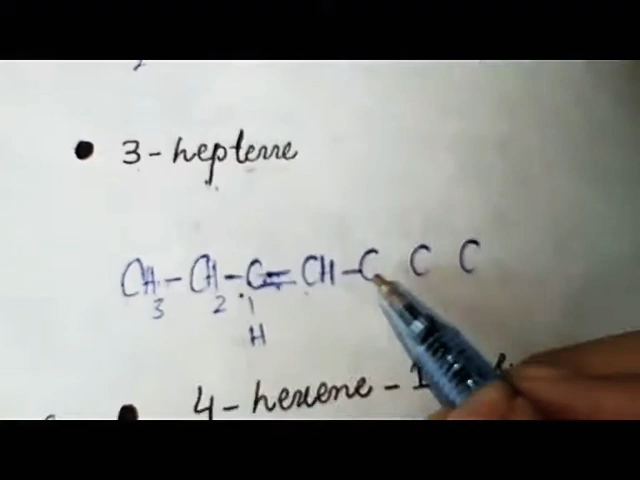 • 3-heptene
CH3-CH2-C=CH-C C C
H
4-hexene-1